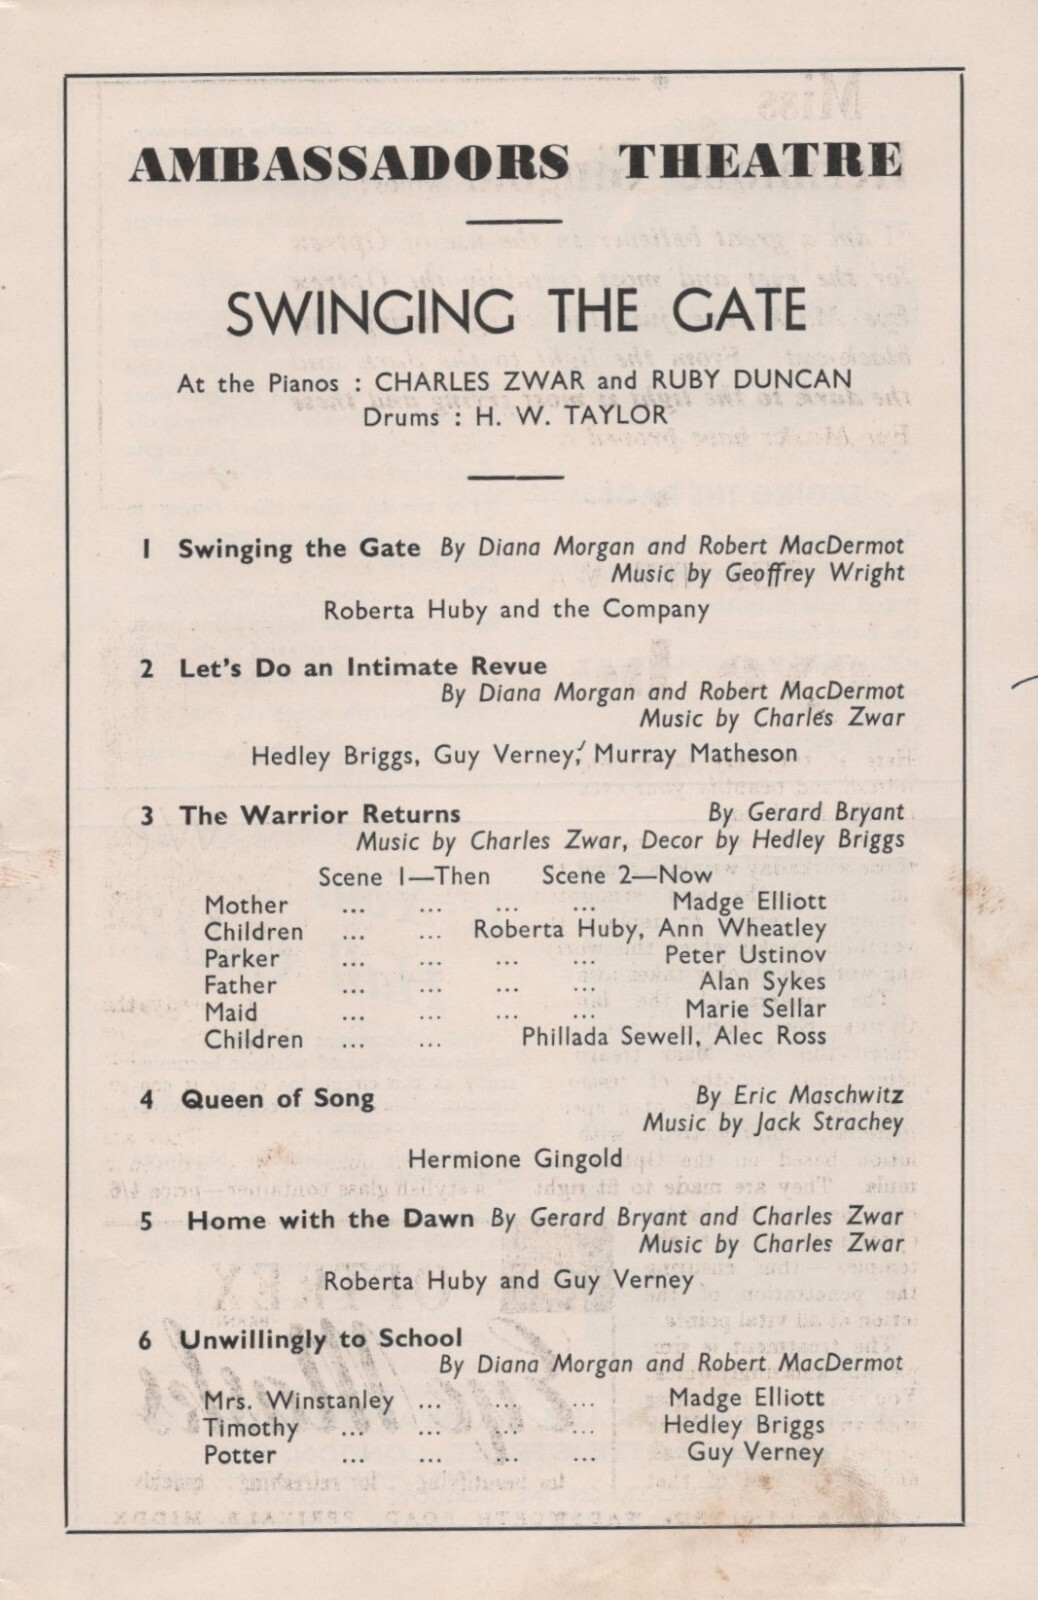 AMBASSADORS THEATRE
SWINGING THE GATE
At the Pianos : CHARLES ZWAR and RUBY DUNCAN
Drums : H. W. TAYLOR
1 Swinging the Gate By Diana Morgan and Robert MacDermot
Music by Geoffrey Wright
Roberta Huby and the Company
2 Let's Do an Intimate Revue
By Diana Morgan and Robert MacDermot
Music by Charles Zwar
Hedley Briggs, Guy Verney, Murray Matheson
3 The Warrior Returns By Gerard Bryant
Music by Charles Zwar, Decor by Hedley Briggs
Scene 1—Then Scene 2—Now
Mother ... ... ... ... Madge Elliott
Children ... ... Roberta Huby, Ann Wheatley
Parker ... ... ... ... Peter Ustinov
Father ... ... ... ... Alan Sykes
Maid ... ... ... ... Marie Sellar
Children ... ... Phillada Sewell, Alec Ross
4 Queen of Song By Eric Maschwitz
Music by Jack Strachey
Hermione Gingold
5 Home with the Dawn By Gerard Bryant and Charles Zwar
Music by Charles Zwar
Roberta Huby and Guy Verney
6 Unwillingly to School
By Diana Morgan and Robert MacDermot
Mrs. Winstanley ... ... ... Madge Elliott
Timothy ... ... ... ... Hedley Briggs
Potter ... ... ... ... Guy Verney